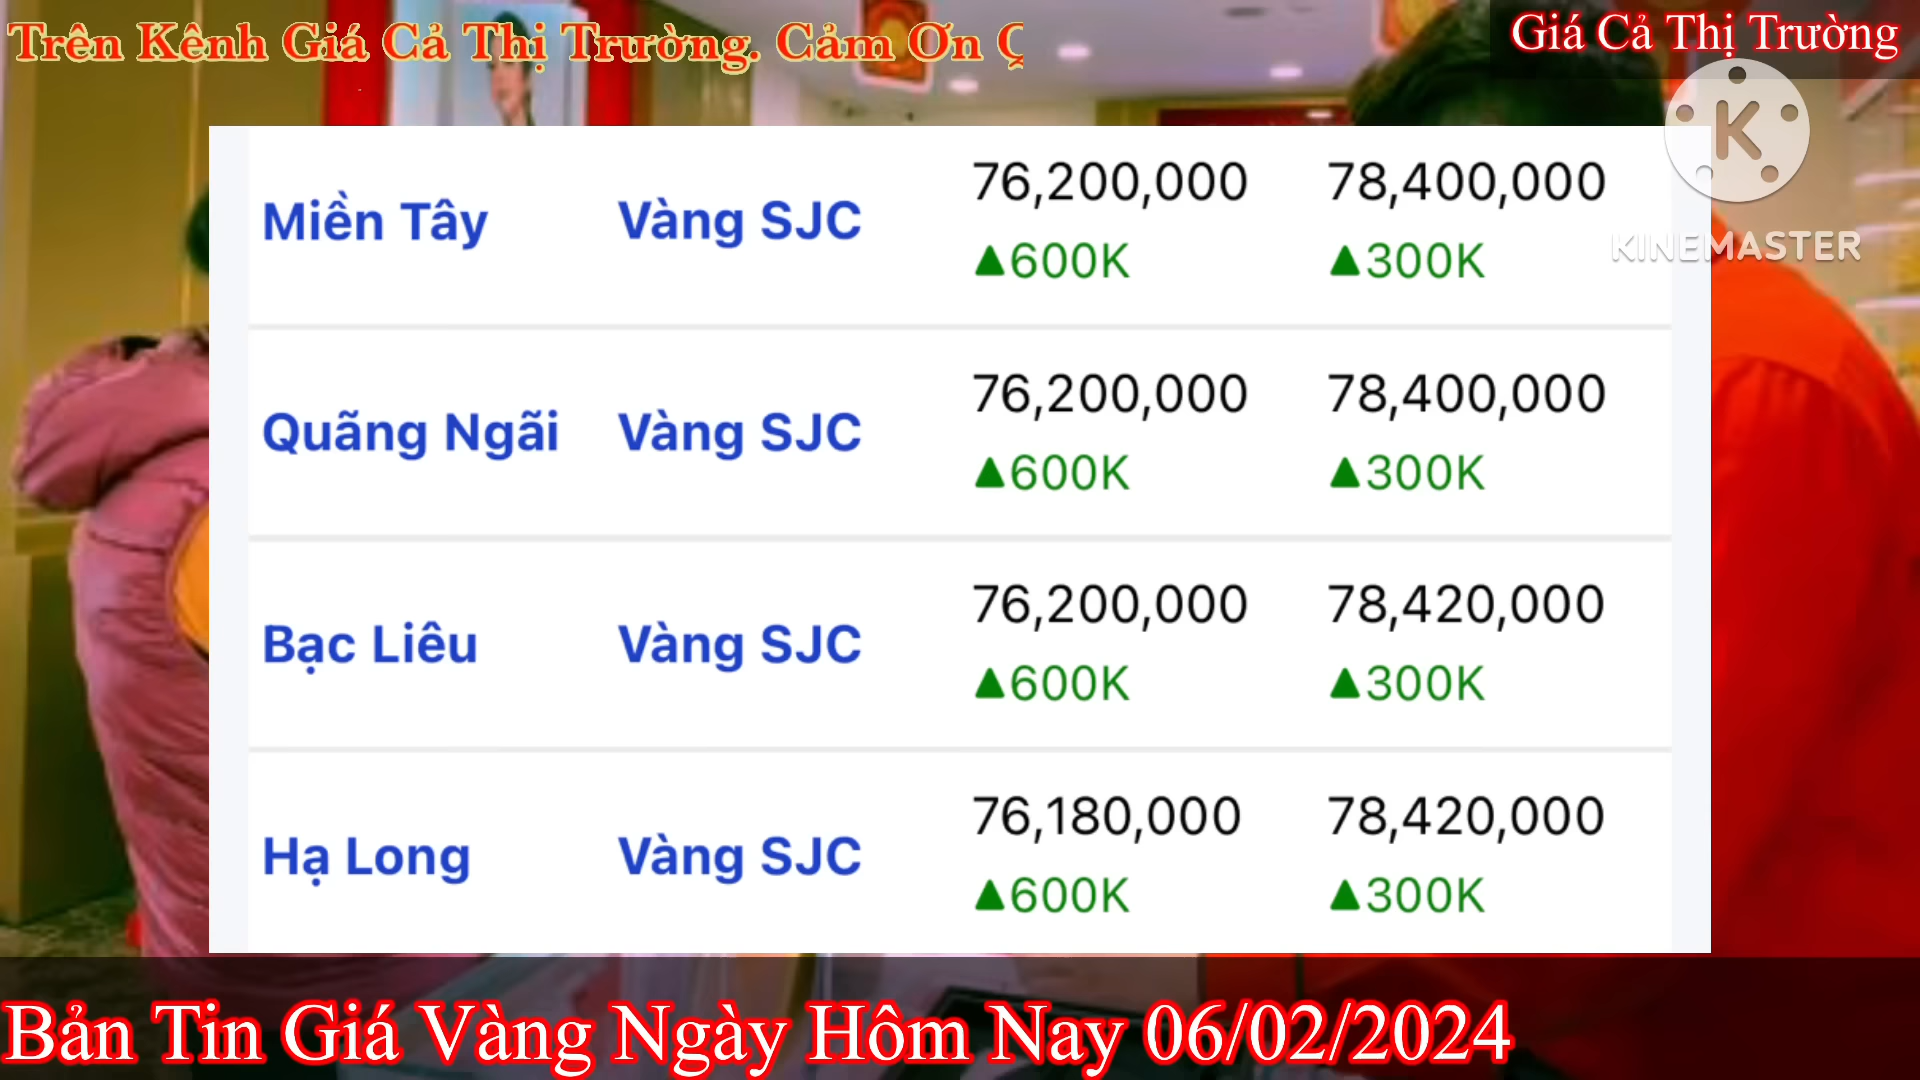 Trên Kênh Giá Cả Thị Trường. Cảm Ơn Q
Giá Cả Thị Trường
K
KINEMASTER
Miền Tây Vàng SJC 76,200,000 78,400,000
▲600K ▲300K
Quãng Ngãi Vàng SJC 76,200,000 78,400,000
▲600K ▲300K
Bạc Liêu Vàng SJC 76,200,000 78,420,000
▲600K ▲300K
Hạ Long Vàng SJC 76,180,000 78,420,000
▲600K ▲300K
Bản Tin Giá Vàng Ngày Hôm Nay 06/02/2024